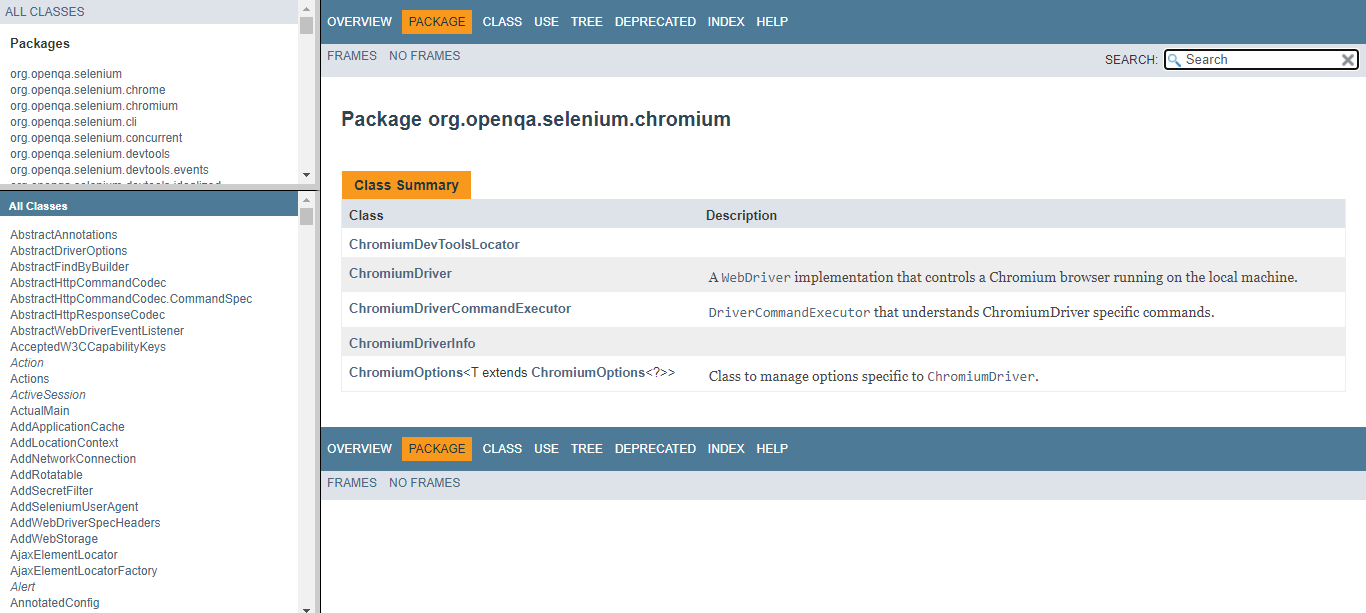 ALL CLASSES
Packages
org.openqa.selenium
org.openqa.selenium.chrome
org.openqa.selenium.chromium
org.openqa.selenium.cli
org.openqa.selenium.concurrent
org.openqa.selenium.devtools
org.openqa.selenium.devtools.events
org.openqa.selenium.devtools.idealized
All Classes
AbstractAnnotations
AbstractDriverOptions
AbstractFindByBuilder
AbstractHttpCommandCodec
AbstractHttpCommandCodec.CommandSpec
AbstractHttpResponseCodec
AbstractWebDriverEventListener
AcceptedW3CCapabilityKeys
Action
Actions
ActiveSession
ActualMain
AddApplicationCache
AddLocationContext
AddNetworkConnection
AddRotatable
AddSecretFilter
AddSeleniumUserAgent
AddWebDriverSpecHeaders
AddWebStorage
AjaxElementLocator
AjaxElementLocatorFactory
Alert
AnnotatedConfig
OVERVIEW PACKAGE CLASS USE TREE DEPRECATED INDEX HELP
FRAMES NO FRAMES
SEARCH: Search
Package org.openqa.selenium.chromium
Class Summary
Class Description
ChromiumDevToolsLocator
ChromiumDriver A WebDriver implementation that controls a Chromium browser running on the local machine.
ChromiumDriverCommandExecutor DriverCommandExecutor that understands ChromiumDriver specific commands.
ChromiumDriverInfo
ChromiumOptions<T extends ChromiumOptions<?>> Class to manage options specific to ChromiumDriver.
OVERVIEW PACKAGE CLASS USE TREE DEPRECATED INDEX HELP
FRAMES NO FRAMES